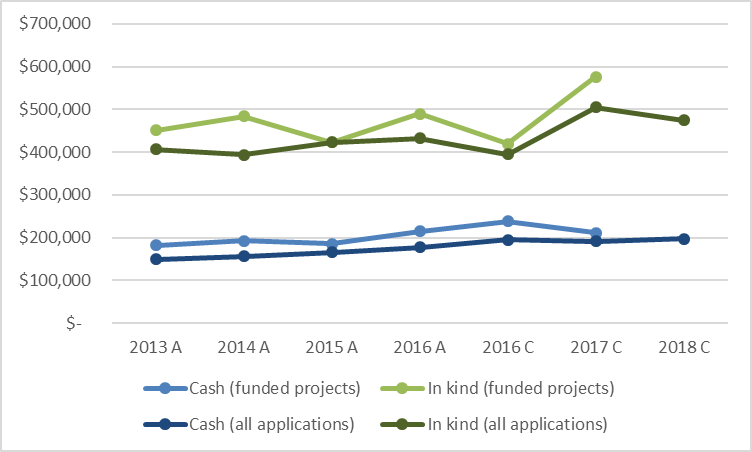 $700,000
$600,000
$500,000
$400,000
$300,000
$200,000
$100,000
$-
2013 A 2014 A 2015 A 2016 A 2016 C 2017 C 2018 C
Cash (funded projects) In kind (funded projects)
Cash (all applications) In kind (all applications)